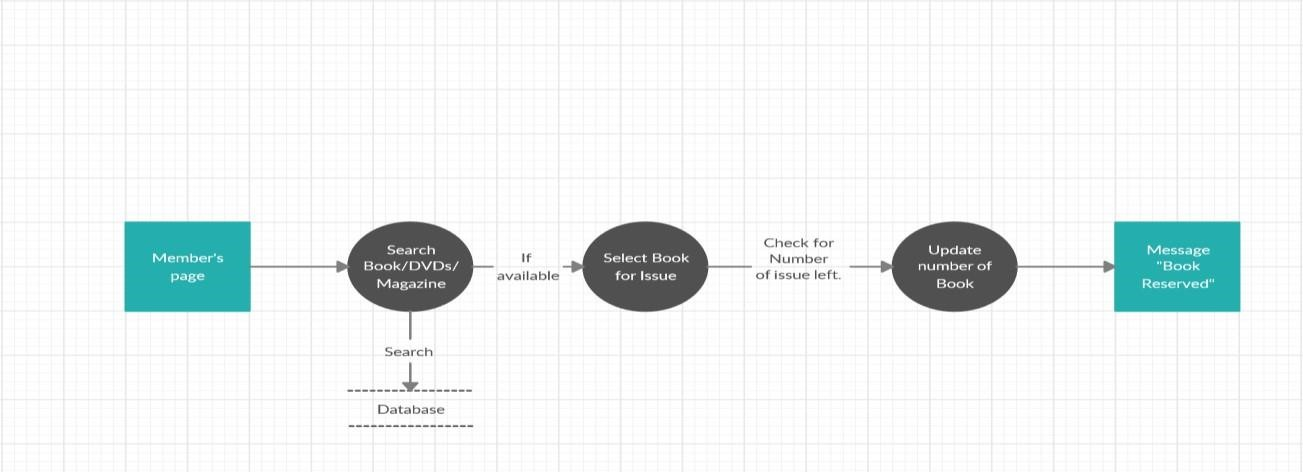 Member's
page
Search
Book/DVDs/
Magazine
If
available
Select Book
for Issue
Check for
Number
of issue left.
Update
number of
Book
Message
"Book
Reserved"
Search
Database